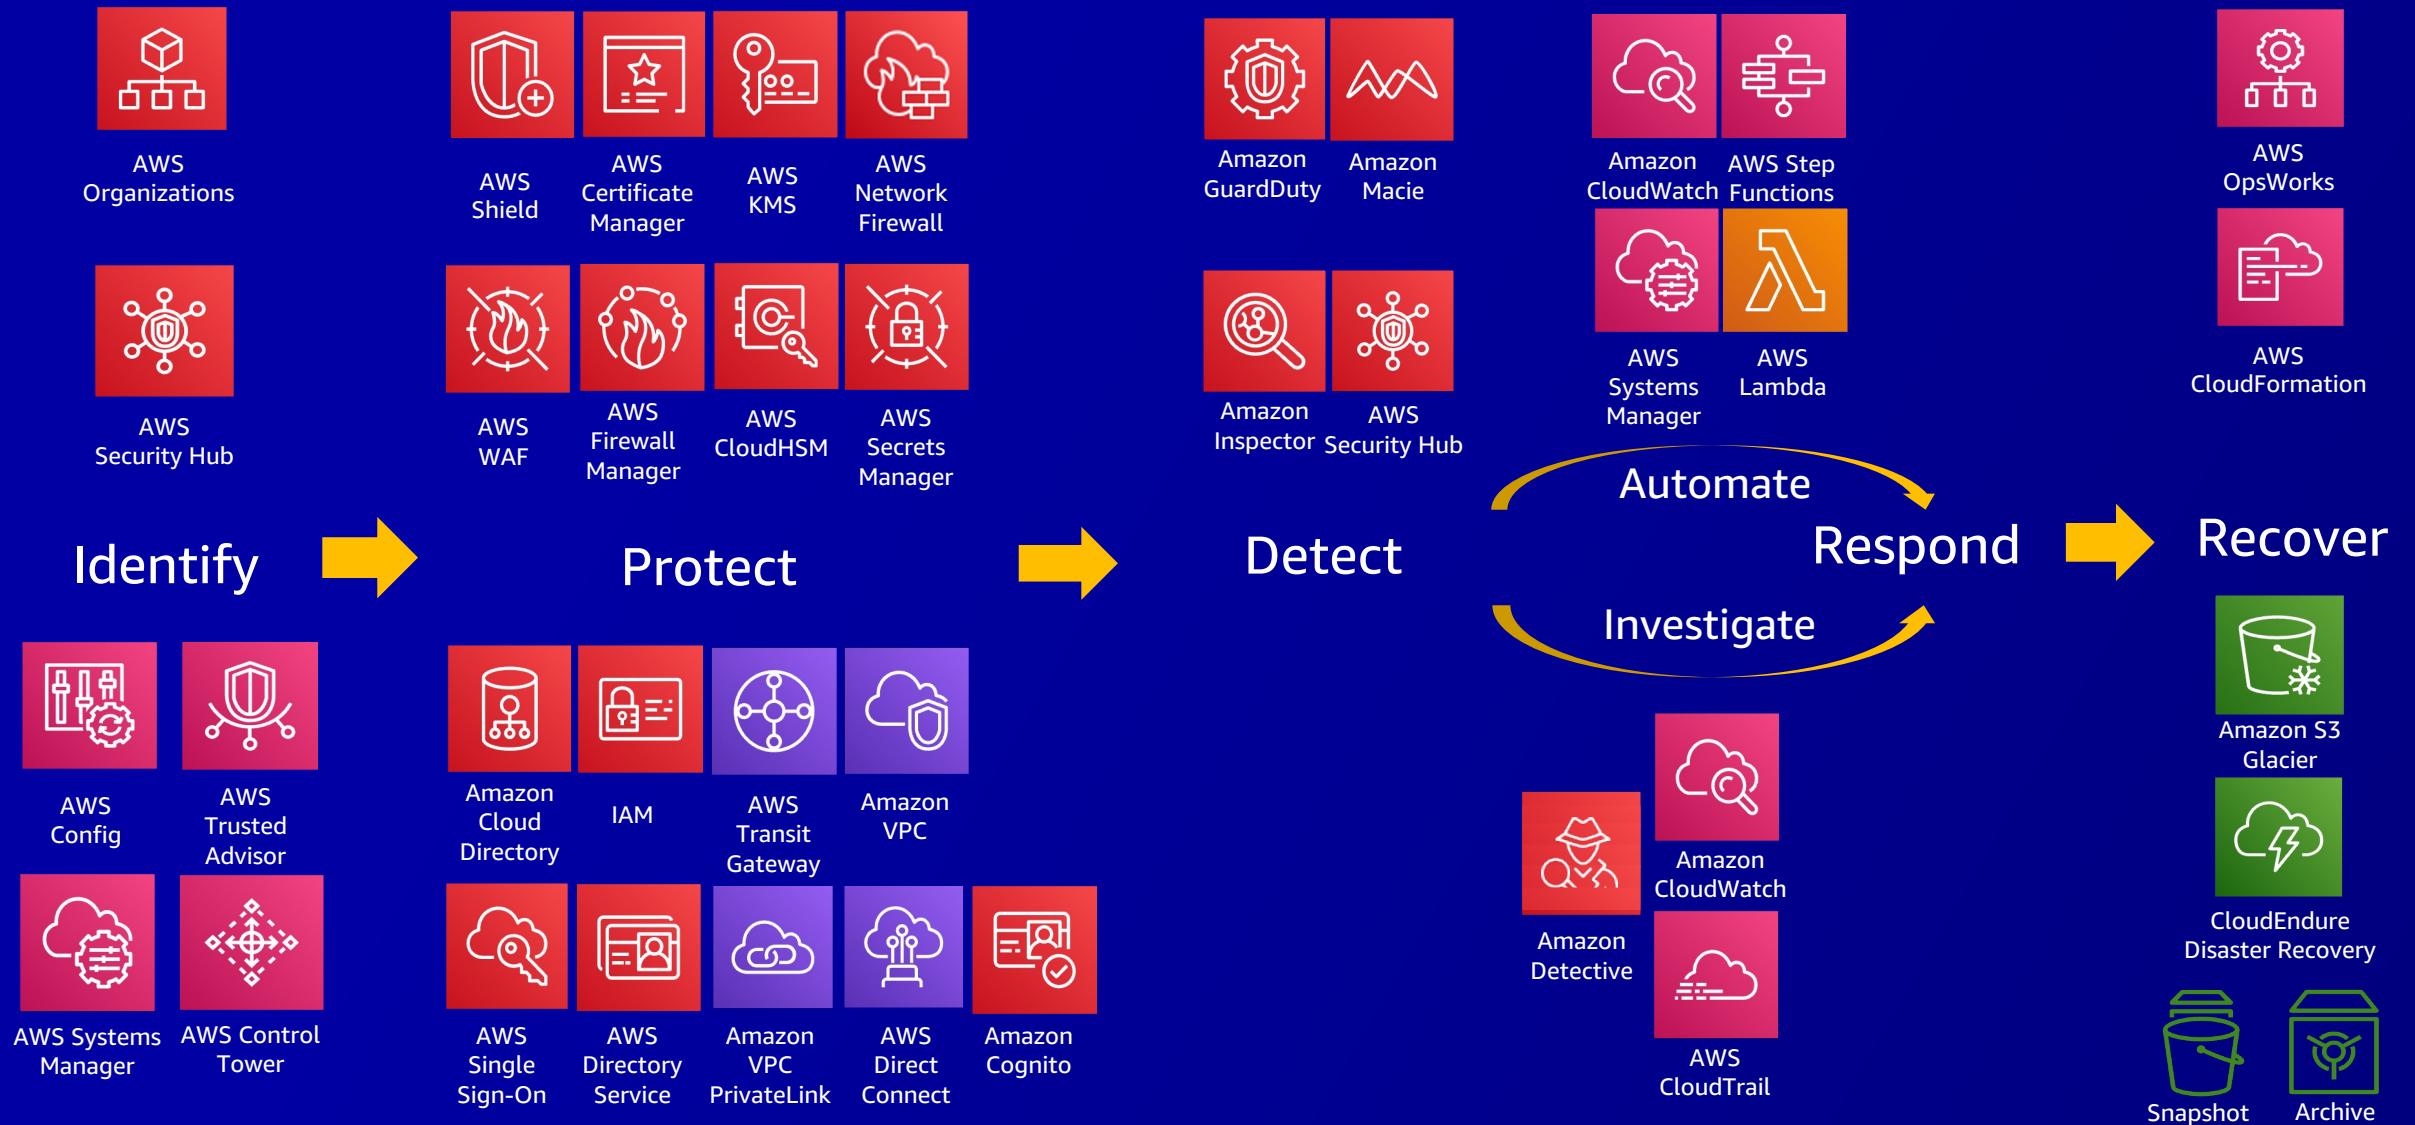 AWS
Organizations
AWS
Security Hub
Identify
AWS
Config
AWS
Trusted
Advisor
AWS Systems
Manager
AWS Control
Tower
AWS
Shield
AWS
Certificate
Manager
AWS
KMS
AWS
Network
Firewall
AWS
WAF
AWS
Firewall
Manager
AWS
CloudHSM
AWS
Secrets
Manager
Protect
Amazon
Cloud
Directory
IAM
AWS
Transit
Gateway
Amazon
VPC
AWS
Single
Sign-On
AWS
Directory
Service
Amazon
VPC
PrivateLink
AWS
Direct
Connect
Amazon
Cognito
Amazon
GuardDuty
Amazon
Macie
Amazon
Inspector
AWS
Security Hub
Detect
Amazon
CloudWatch
AWS Step
Functions
AWS
Systems
Manager
AWS
Lambda
Automate
Investigate
Amazon
Detective
Amazon
CloudWatch
AWS
CloudTrail
Respond
AWS
OpsWorks
AWS
CloudFormation
Recover
Amazon S3
Glacier
CloudEndure
Disaster Recovery
Snapshot
Archive